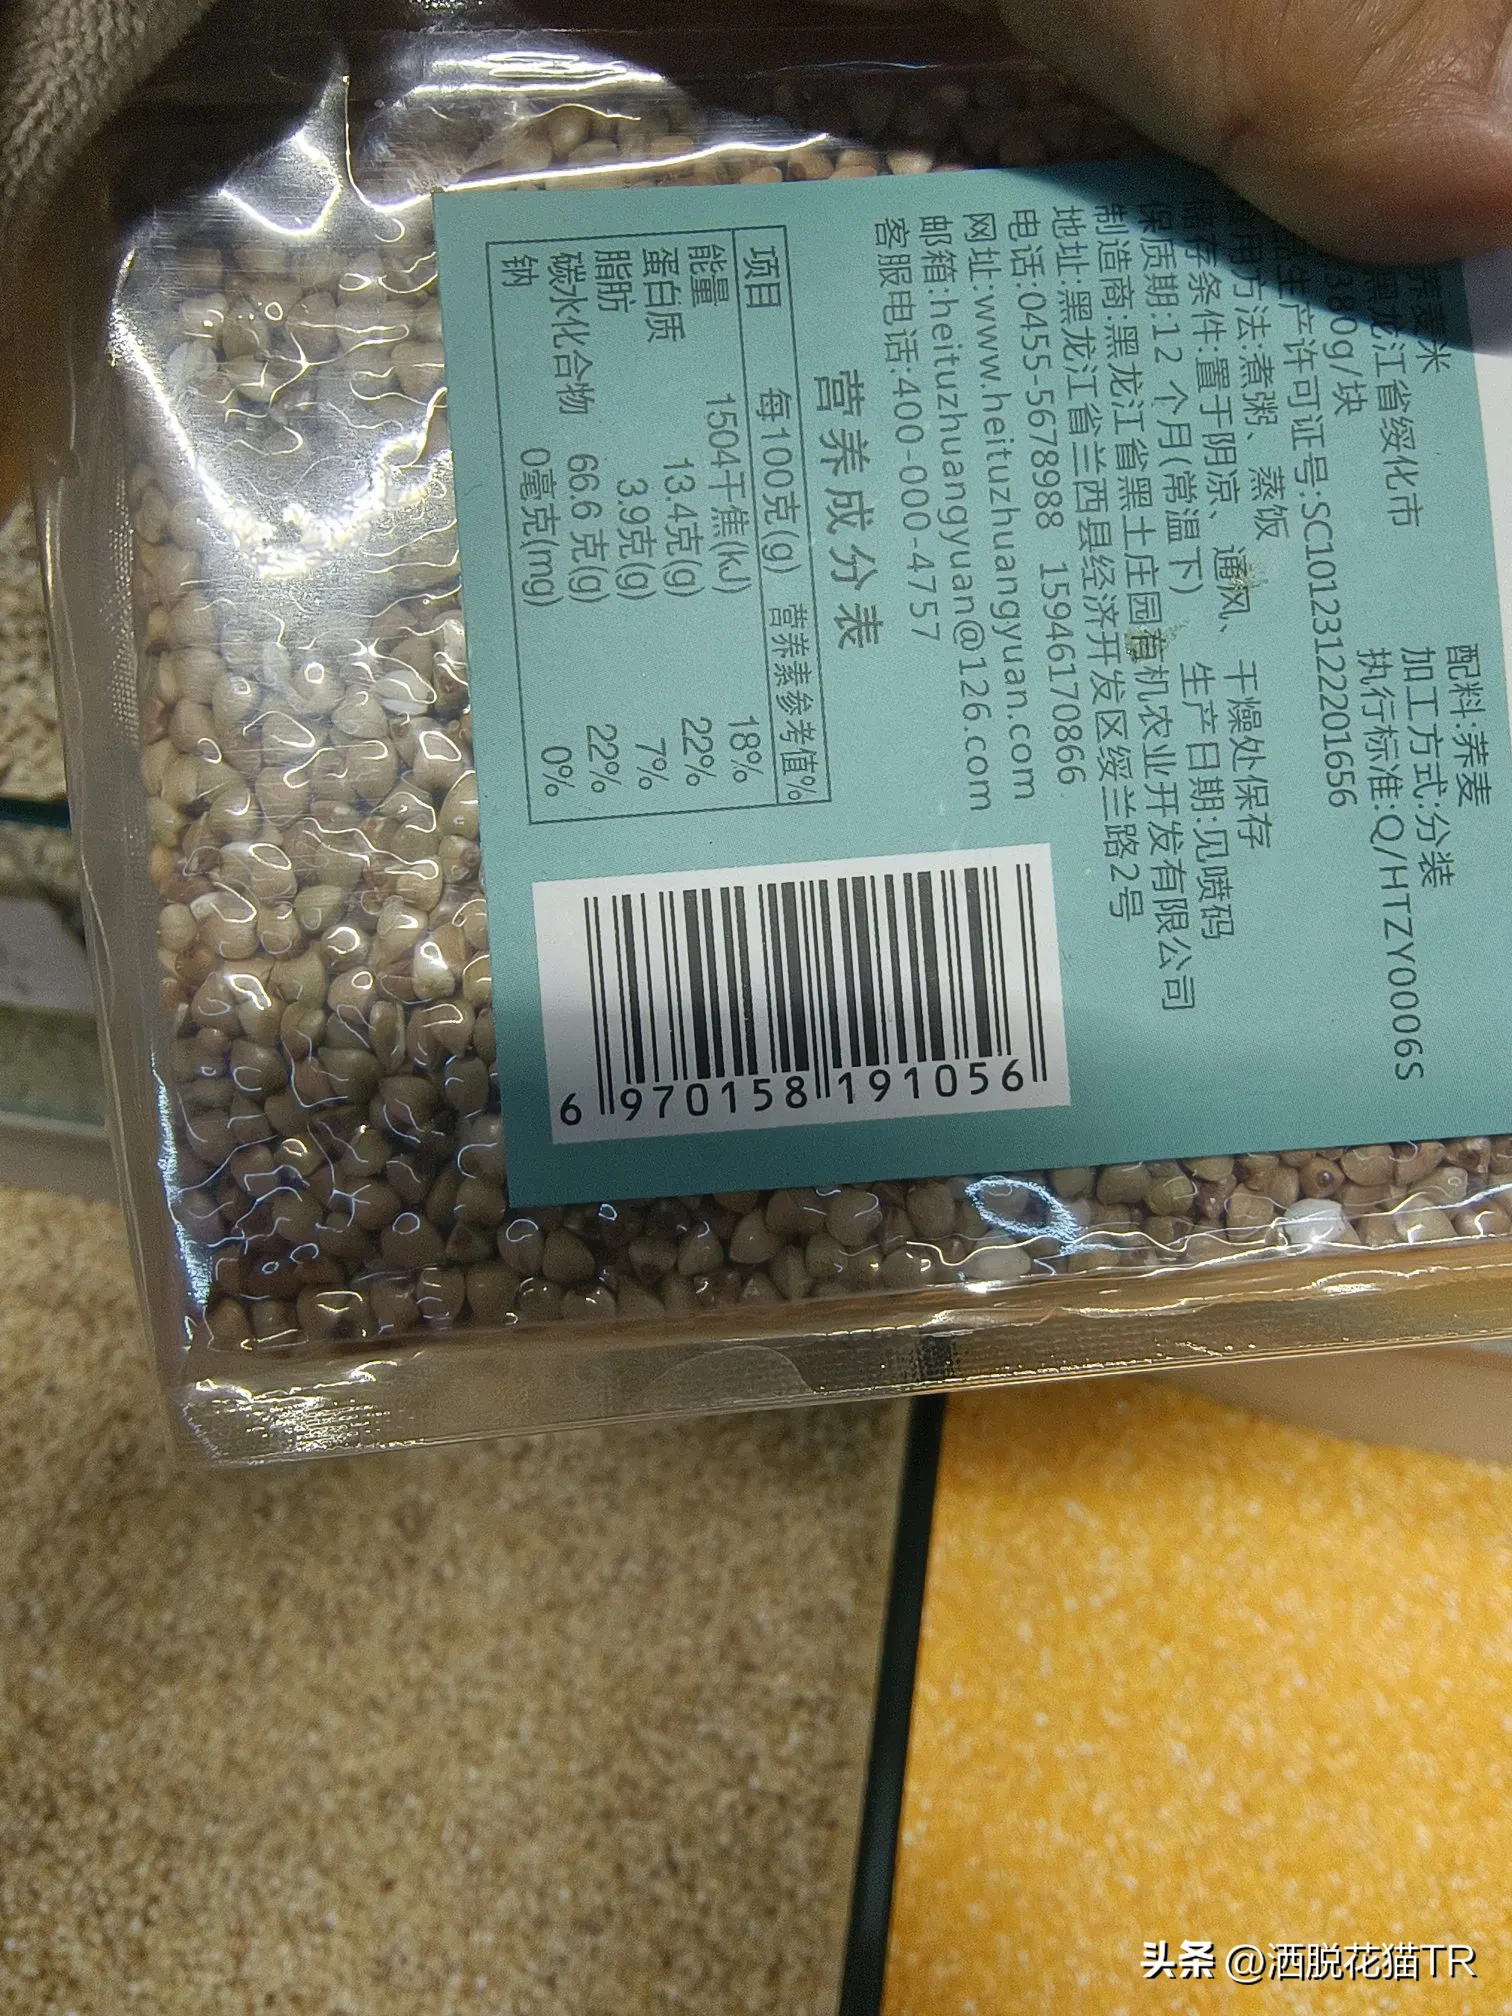 荞麦米
配料:荞麦
黑龙江省绥化市
加工方式:分装
380g/块
执行标准:Q/HTZY0006S
生产许可证号:SC10123122201656
食用方法:煮粥、蒸饭
储存条件:置于阴凉、通风、干燥处保存
保质期:12个月(常温下)
生产日期:见喷码
制造商:黑龙江省黑土庄园有机农业开发有限公司
地址:黑龙江省兰西县经济开发区绥兰路2号
电话:0455-5678988 15946170866
网址:www.heituzhuangyuan.com
邮箱:heituzhuangyuan@126.com
客服电话:400-000-4757
营养成分表
项目 每100克(g) 营养素参考值%
能量 1504千焦(kJ) 18%
蛋白质 13.4克(g) 22%
脂肪 3.9克(g) 7%
碳水化合物 66.6克(g) 22%
钠 0毫克(mg) 0%
6 970158 191056
头条 @洒脱花猫TR